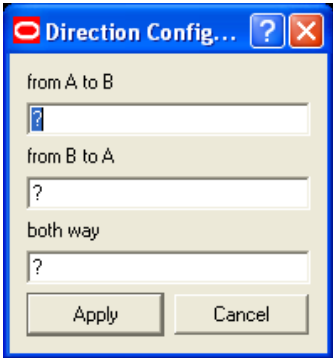 Direction Config...
from A to B
?
from B to A
?
both way
?
Apply Cancel